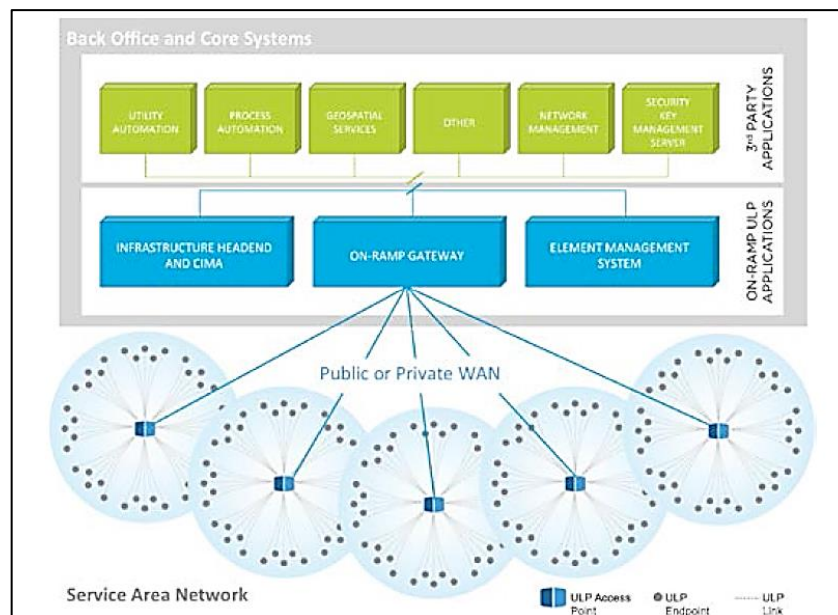 Back Office and Core Systems
UTILITY
AUTOMATION
PROCESS
AUTOMATION
GEOSPATIAL
SERVICES
OTHER
NETWORK
MANAGEMENT
SECURITY
KEY
MANAGEMENT
SERVER
3rd PARTY
APPLICATIONS
INFRASTRUCTURE HEADEND
AND CIMA
ON-RAMP GATEWAY
ELEMENT MANAGEMENT
SYSTEM
ON-RAMP ULP
APPLICATIONS
Public or Private WAN
Service Area Network
ULP Access
Point
ULP
Endpoint
ULP
Link